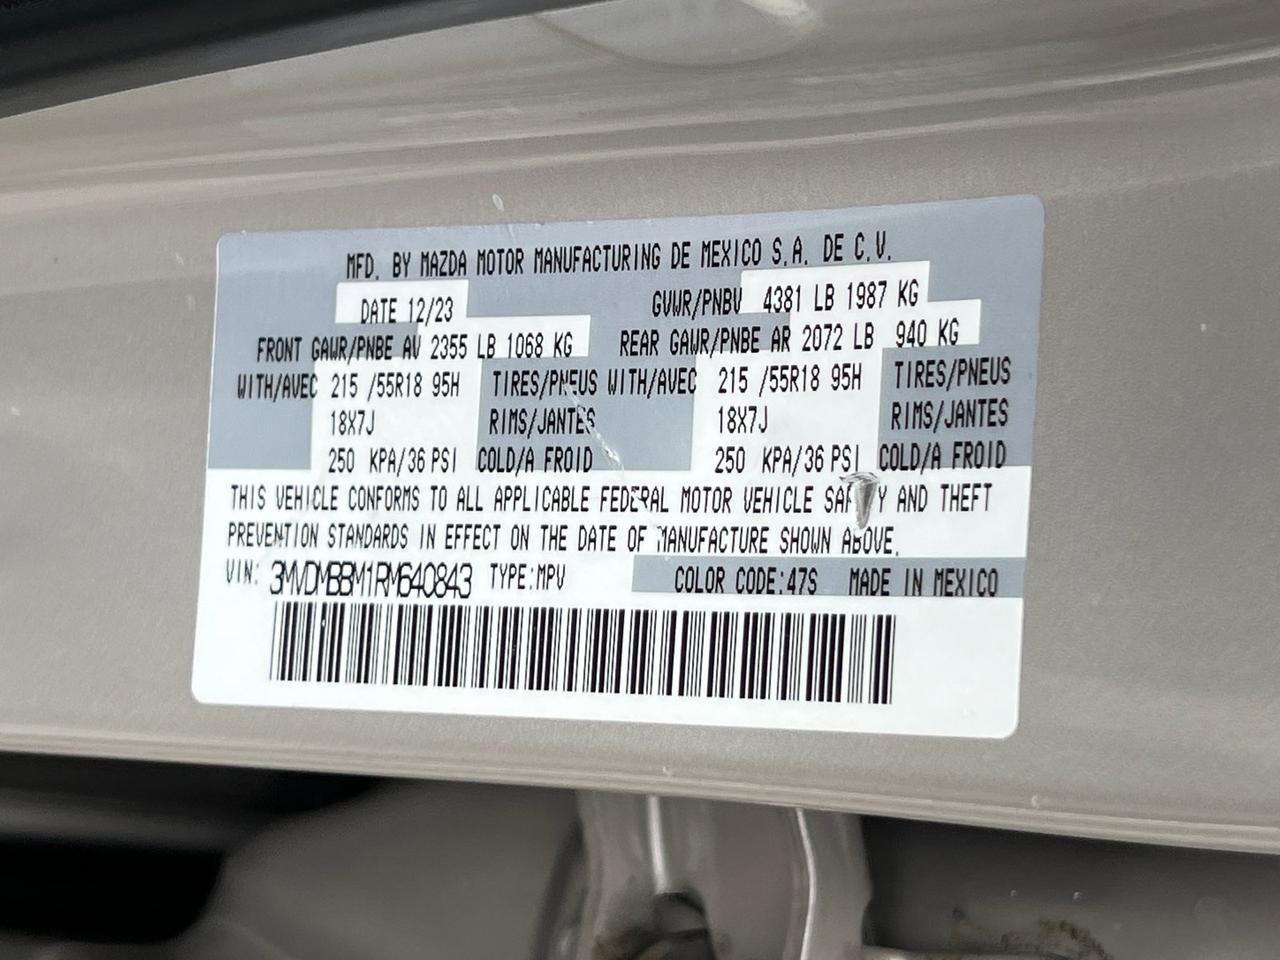 MFD. BY MAZDA MOTOR MANUFACTURING DE MEXICO S.A. DE C.V.
DATE 12/23 GVWR/PNBV 4381 LB 1987 KG
FRONT GAWR/PNBE AV 2355 LB 1068 KG REAR GAWR/PNBE AR 2072 LB 940 KG
WITH/AVEC 215 /55R18 95H TIRES/PNEUS WITH/AVEC 215 /55R18 95H TIRES/PNEUS
18X7J RIMS/JANTES 18X7J RIMS/JANTES
250 KPA/36 PSI COLD/A FROID 250 KPA/36 PSI COLD/A FROID
THIS VEHICLE CONFORMS TO ALL APPLICABLE FEDERAL MOTOR VEHICLE SAFETY AND THEFT
PREVENTION STANDARDS IN EFFECT ON THE DATE OF MANUFACTURE SHOWN ABOVE.
VIN: 3MVDMBBM1RM640843 TYPE:MPV COLOR CODE:47S MADE IN MEXICO